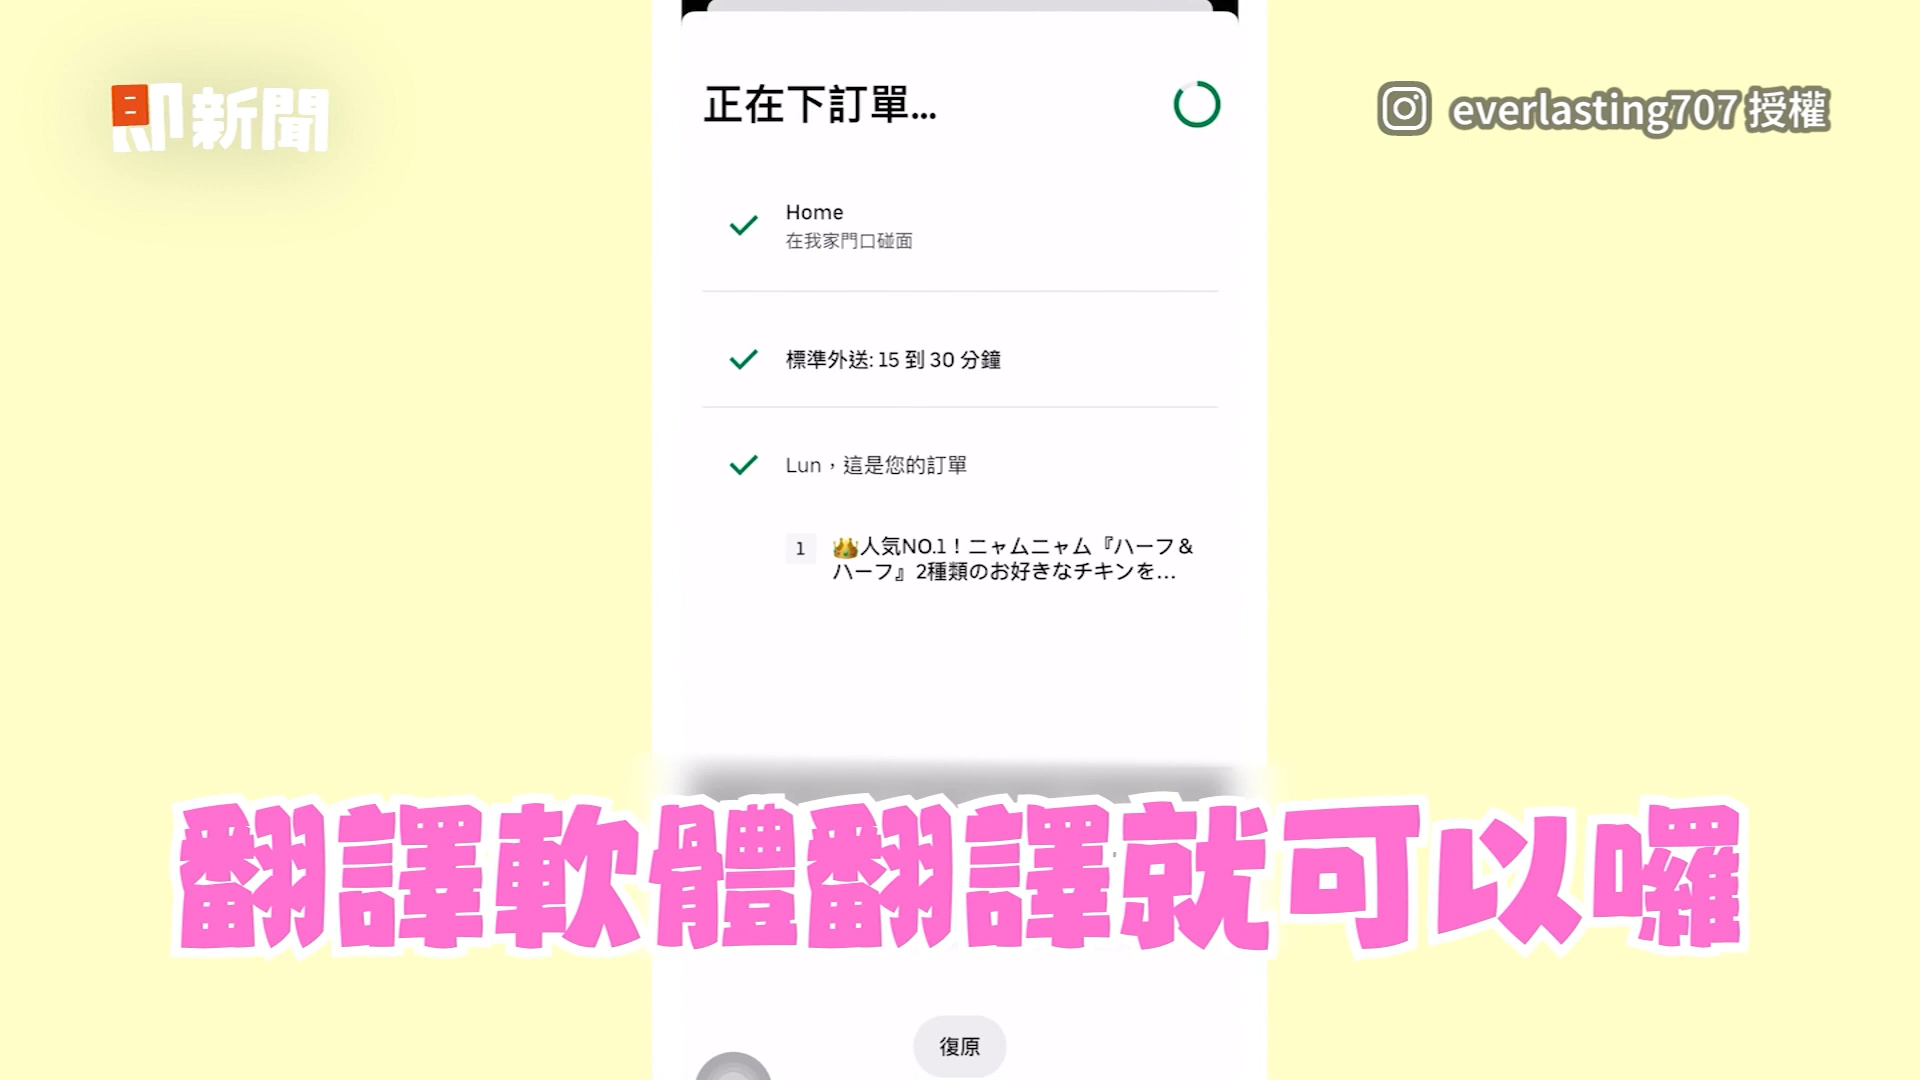 即新聞
everlasting707 授權
正在下訂單...
Home
在我家門口碰面
標準外送: 15 到 30 分鐘
Lun，這是您的訂單
1
👑人気NO.1！ニャムニャム『ハーフ＆
ハーフ』2種類のお好きなチキンを...
翻譯軟體翻譯就可以囉
復原